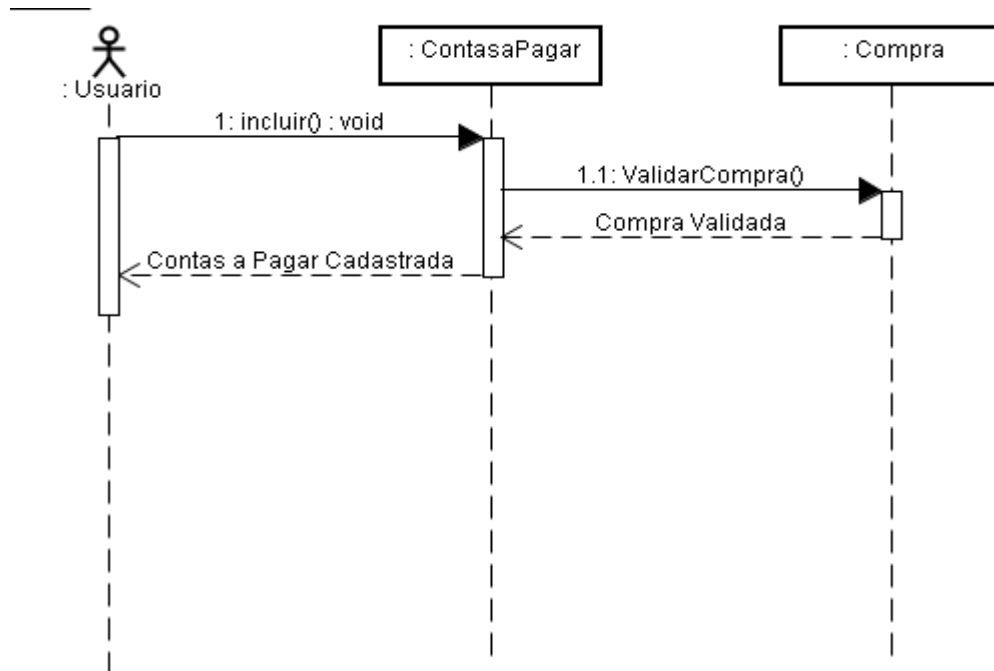 : Usuario
: ContasaPagar
: Compra
1: incluir() : void
1.1: ValidarCompra()
Compra Validada
Contas a Pagar Cadastrada